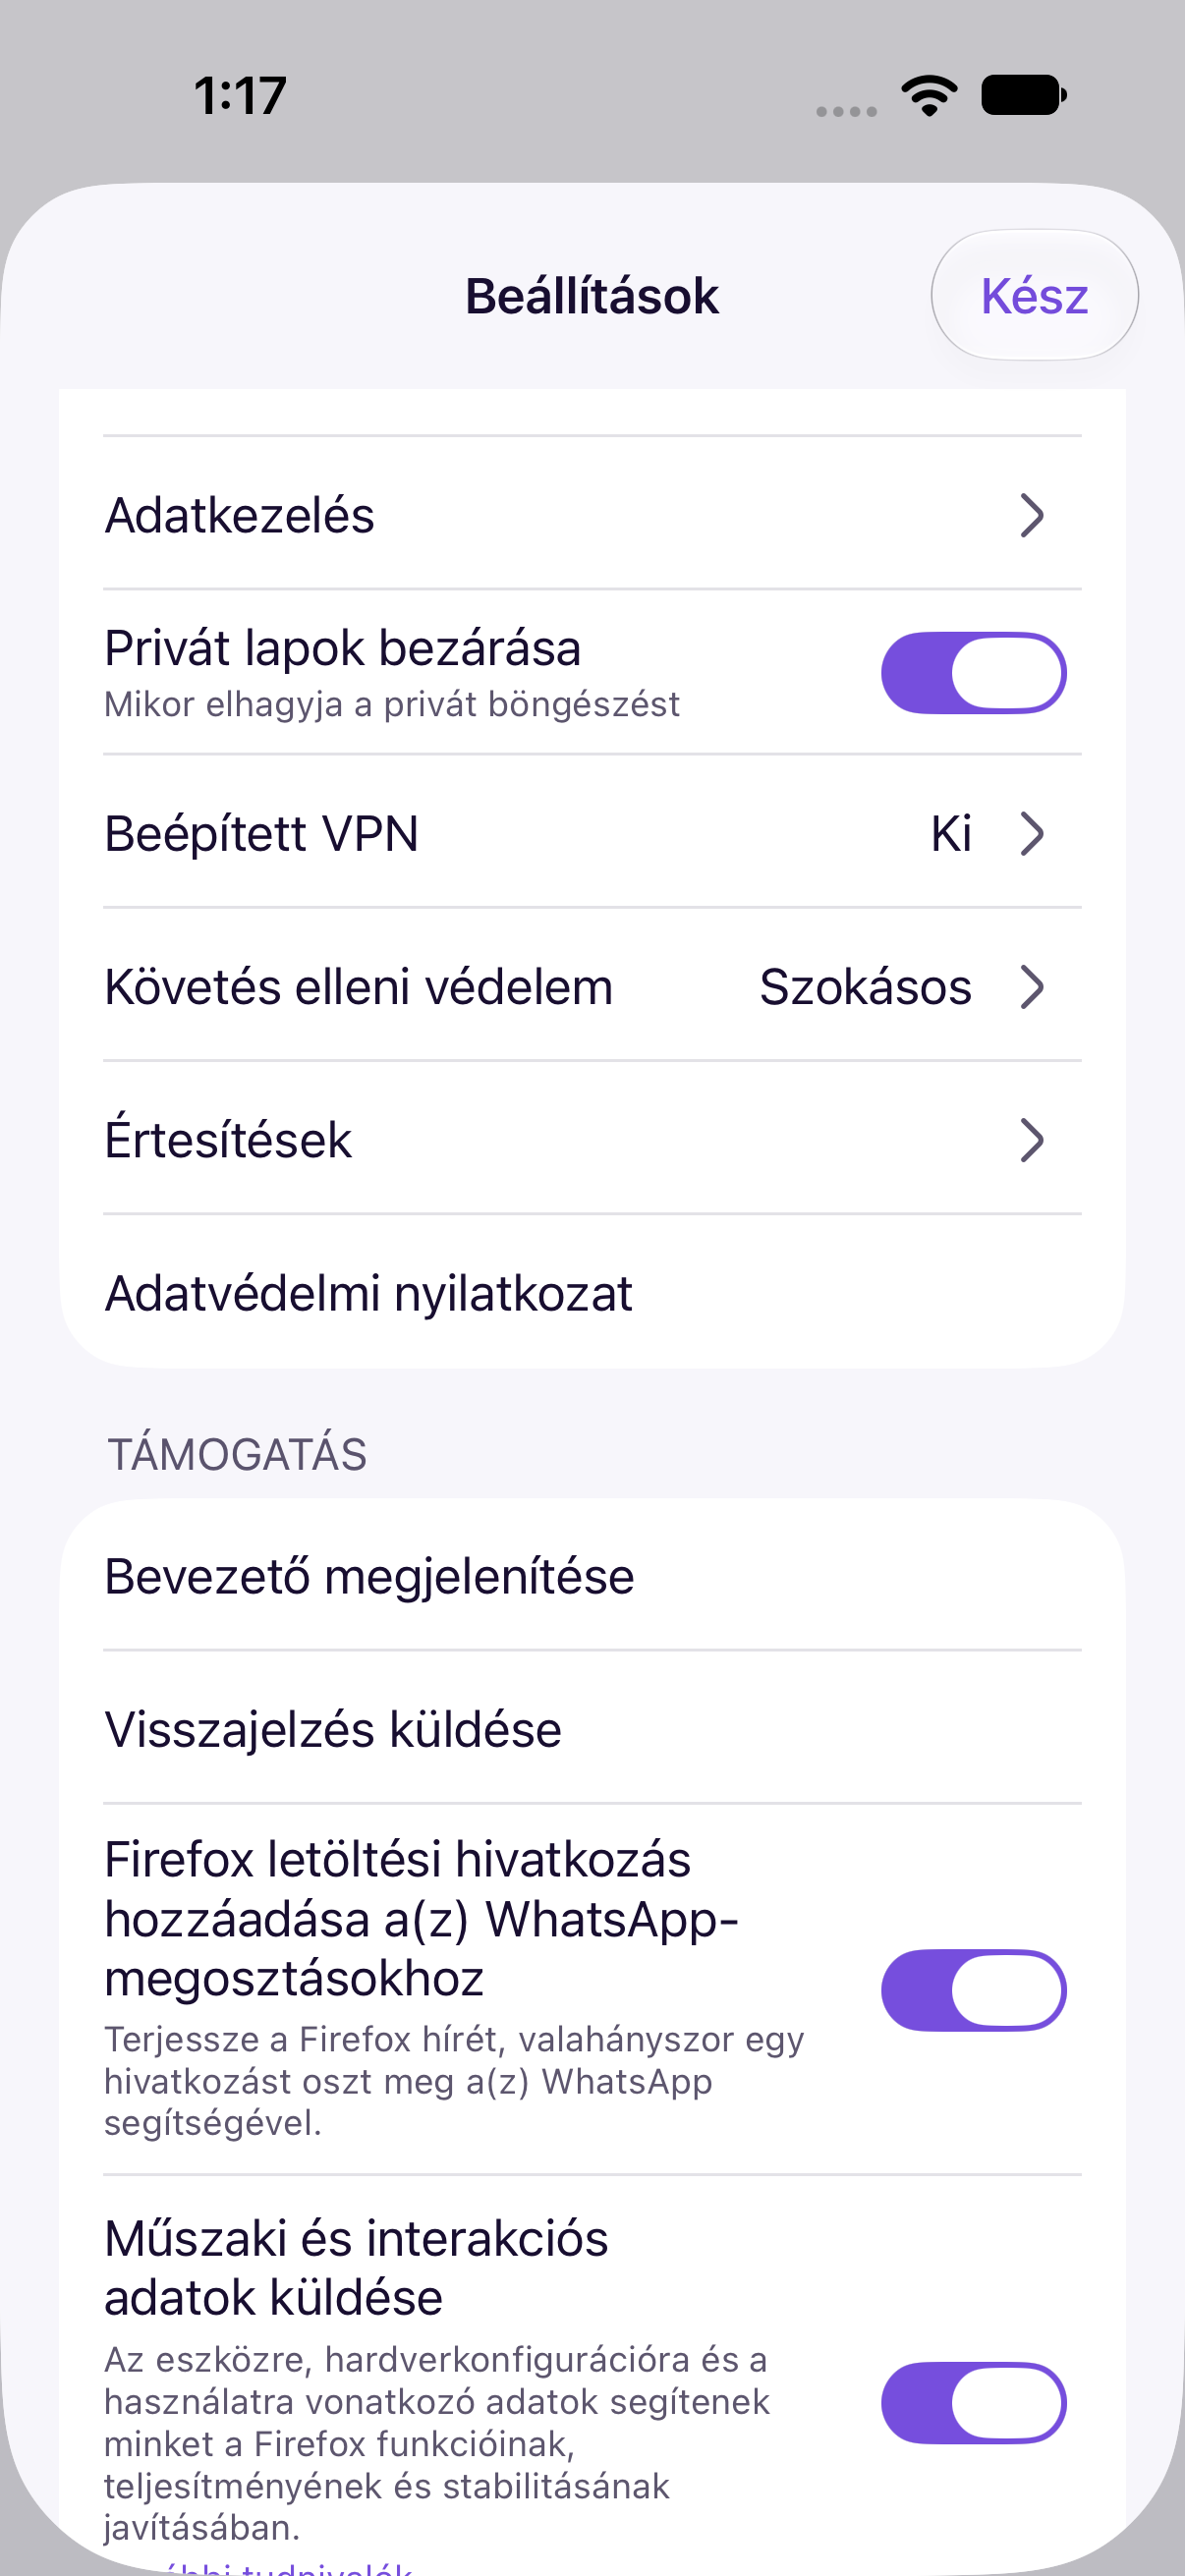 1:17
Beállítások
Kész
Adatkezelés
Privát lapok bezárása
Mikor elhagyja a privát böngészést
Beépített VPN
Ki
Követés elleni védelem
Szokásos
Értesítések
Adatvédelmi nyilatkozat
TÁMOGATÁS
Bevezető megjelenítése
Visszajelzés küldése
Firefox letöltési hivatkozás
hozzáadása a(z) WhatsApp-
megosztásokhoz
Terjessze a Firefox hírét, valahányszor egy
hivatkozást oszt meg a(z) WhatsApp
segítségével.
Műszaki és interakciós
adatok küldése
Az eszközre, hardverkonfigurációra és a
használatra vonatkozó adatok segítenek
minket a Firefox funkcióinak,
teljesítményének és stabilitásának
javításában.
tudnivalók